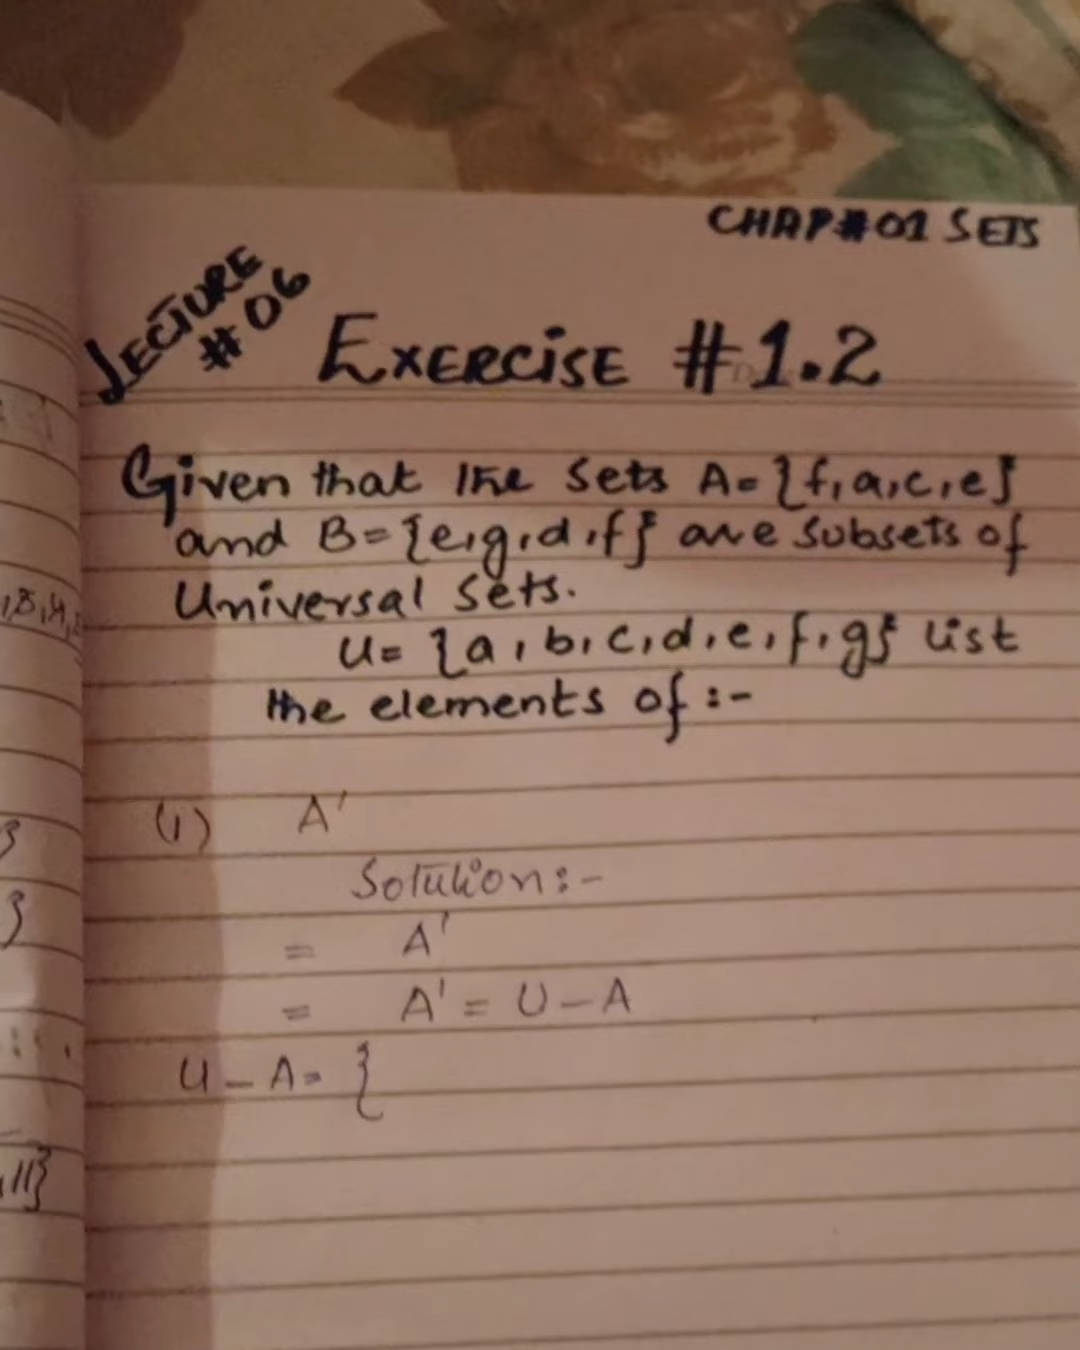 CHAP#01 SETS
LECTURE
#06
EXERCISE #1.2
Given that the Sets A={f,a,c,e}
and B={e,g,d,f} are subsets of
Universal Sets.
U= {a,b,c,d,e,f,g} list
the elements of :-
(i) A'
Solution:-
= A'
= A' = U-A
U-A= {
}
}
,11}